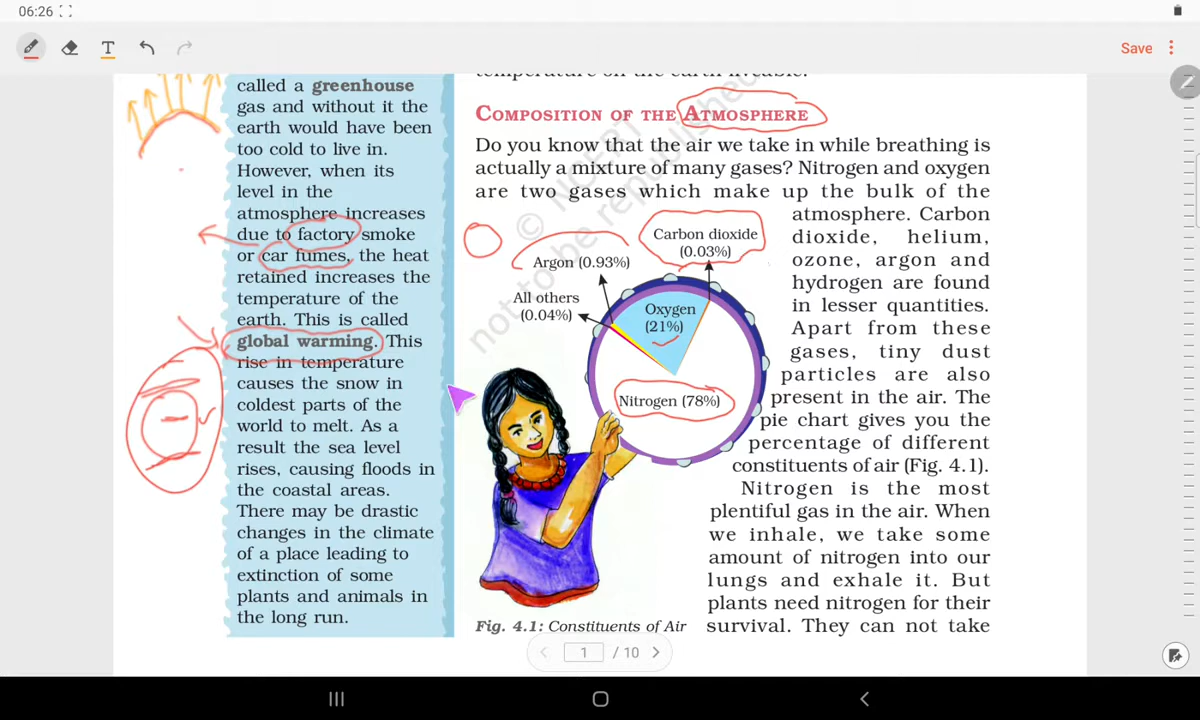 06:26
T
Save
called a greenhouse
gas and without it the
earth would have been
too cold to live in.
However, when its
level in the
atmosphere increases
due to factory smoke
or car fumes, the heat
retained increases the
temperature of the
earth. This is called
global warming. This
rise in temperature
causes the snow in
coldest parts of the
world to melt. As a
result the sea level
rises, causing floods in
the coastal areas.
There may be drastic
changes in the climate
of a place leading to
extinction of some
plants and animals in
the long run.
temperature on the earth liveable.
COMPOSITION OF THE ATMOSPHERE
Do you know that the air we take in while breathing is
actually a mixture of many gases? Nitrogen and oxygen
are two gases which make up the bulk of the
atmosphere. Carbon
dioxide, helium,
ozone, argon and
hydrogen are found
in lesser quantities.
Apart from these
gases, tiny dust
particles are also
present in the air. The
pie chart gives you the
percentage of different
constituents of air (Fig. 4.1).
Nitrogen is the most
plentiful gas in the air. When
we inhale, we take some
amount of nitrogen into our
lungs and exhale it. But
plants need nitrogen for their
survival. They can not take
Carbon dioxide
(0.03%)
Argon (0.93%)
All others
(0.04%)
Oxygen
(21%)
Nitrogen (78%)
Fig. 4.1: Constituents of Air
© NCERT
not to be republished
1 / 10